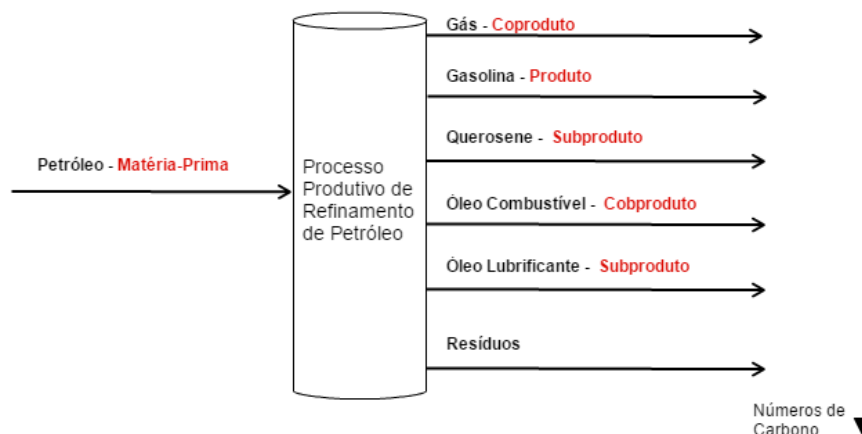 Gás - Coproduto
Gasolina - Produto
Querosene - Subproduto
Petróleo - Matéria-Prima
Processo
Produtivo de
Refinamento
de Petróleo
Óleo Combustível - Cobproduto
Óleo Lubrificante - Subproduto
Resíduos
Números de
Carbono